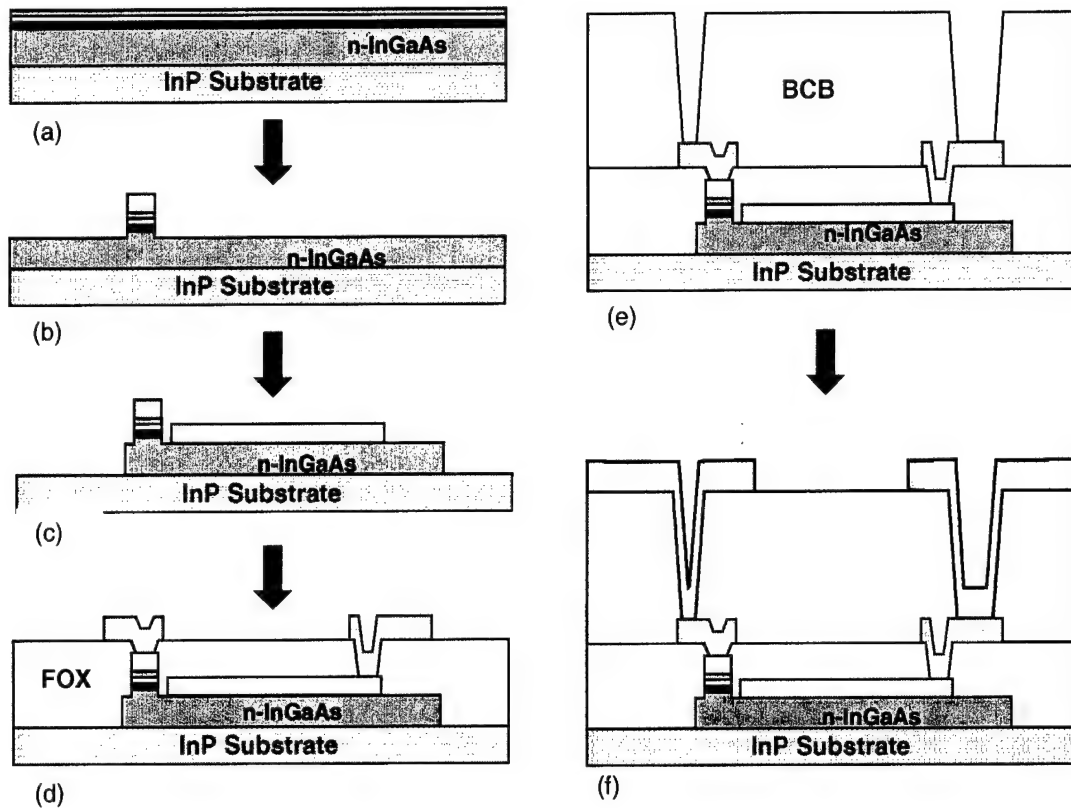 n-InGaAs
InP Substrate
(a)
n-InGaAs
InP Substrate
(b)
n-InGaAs
InP Substrate
(c)
FOX
n-InGaAs
InP Substrate
(d)
BCB
n-InGaAs
InP Substrate
(e)
n-InGaAs
InP Substrate
(f)